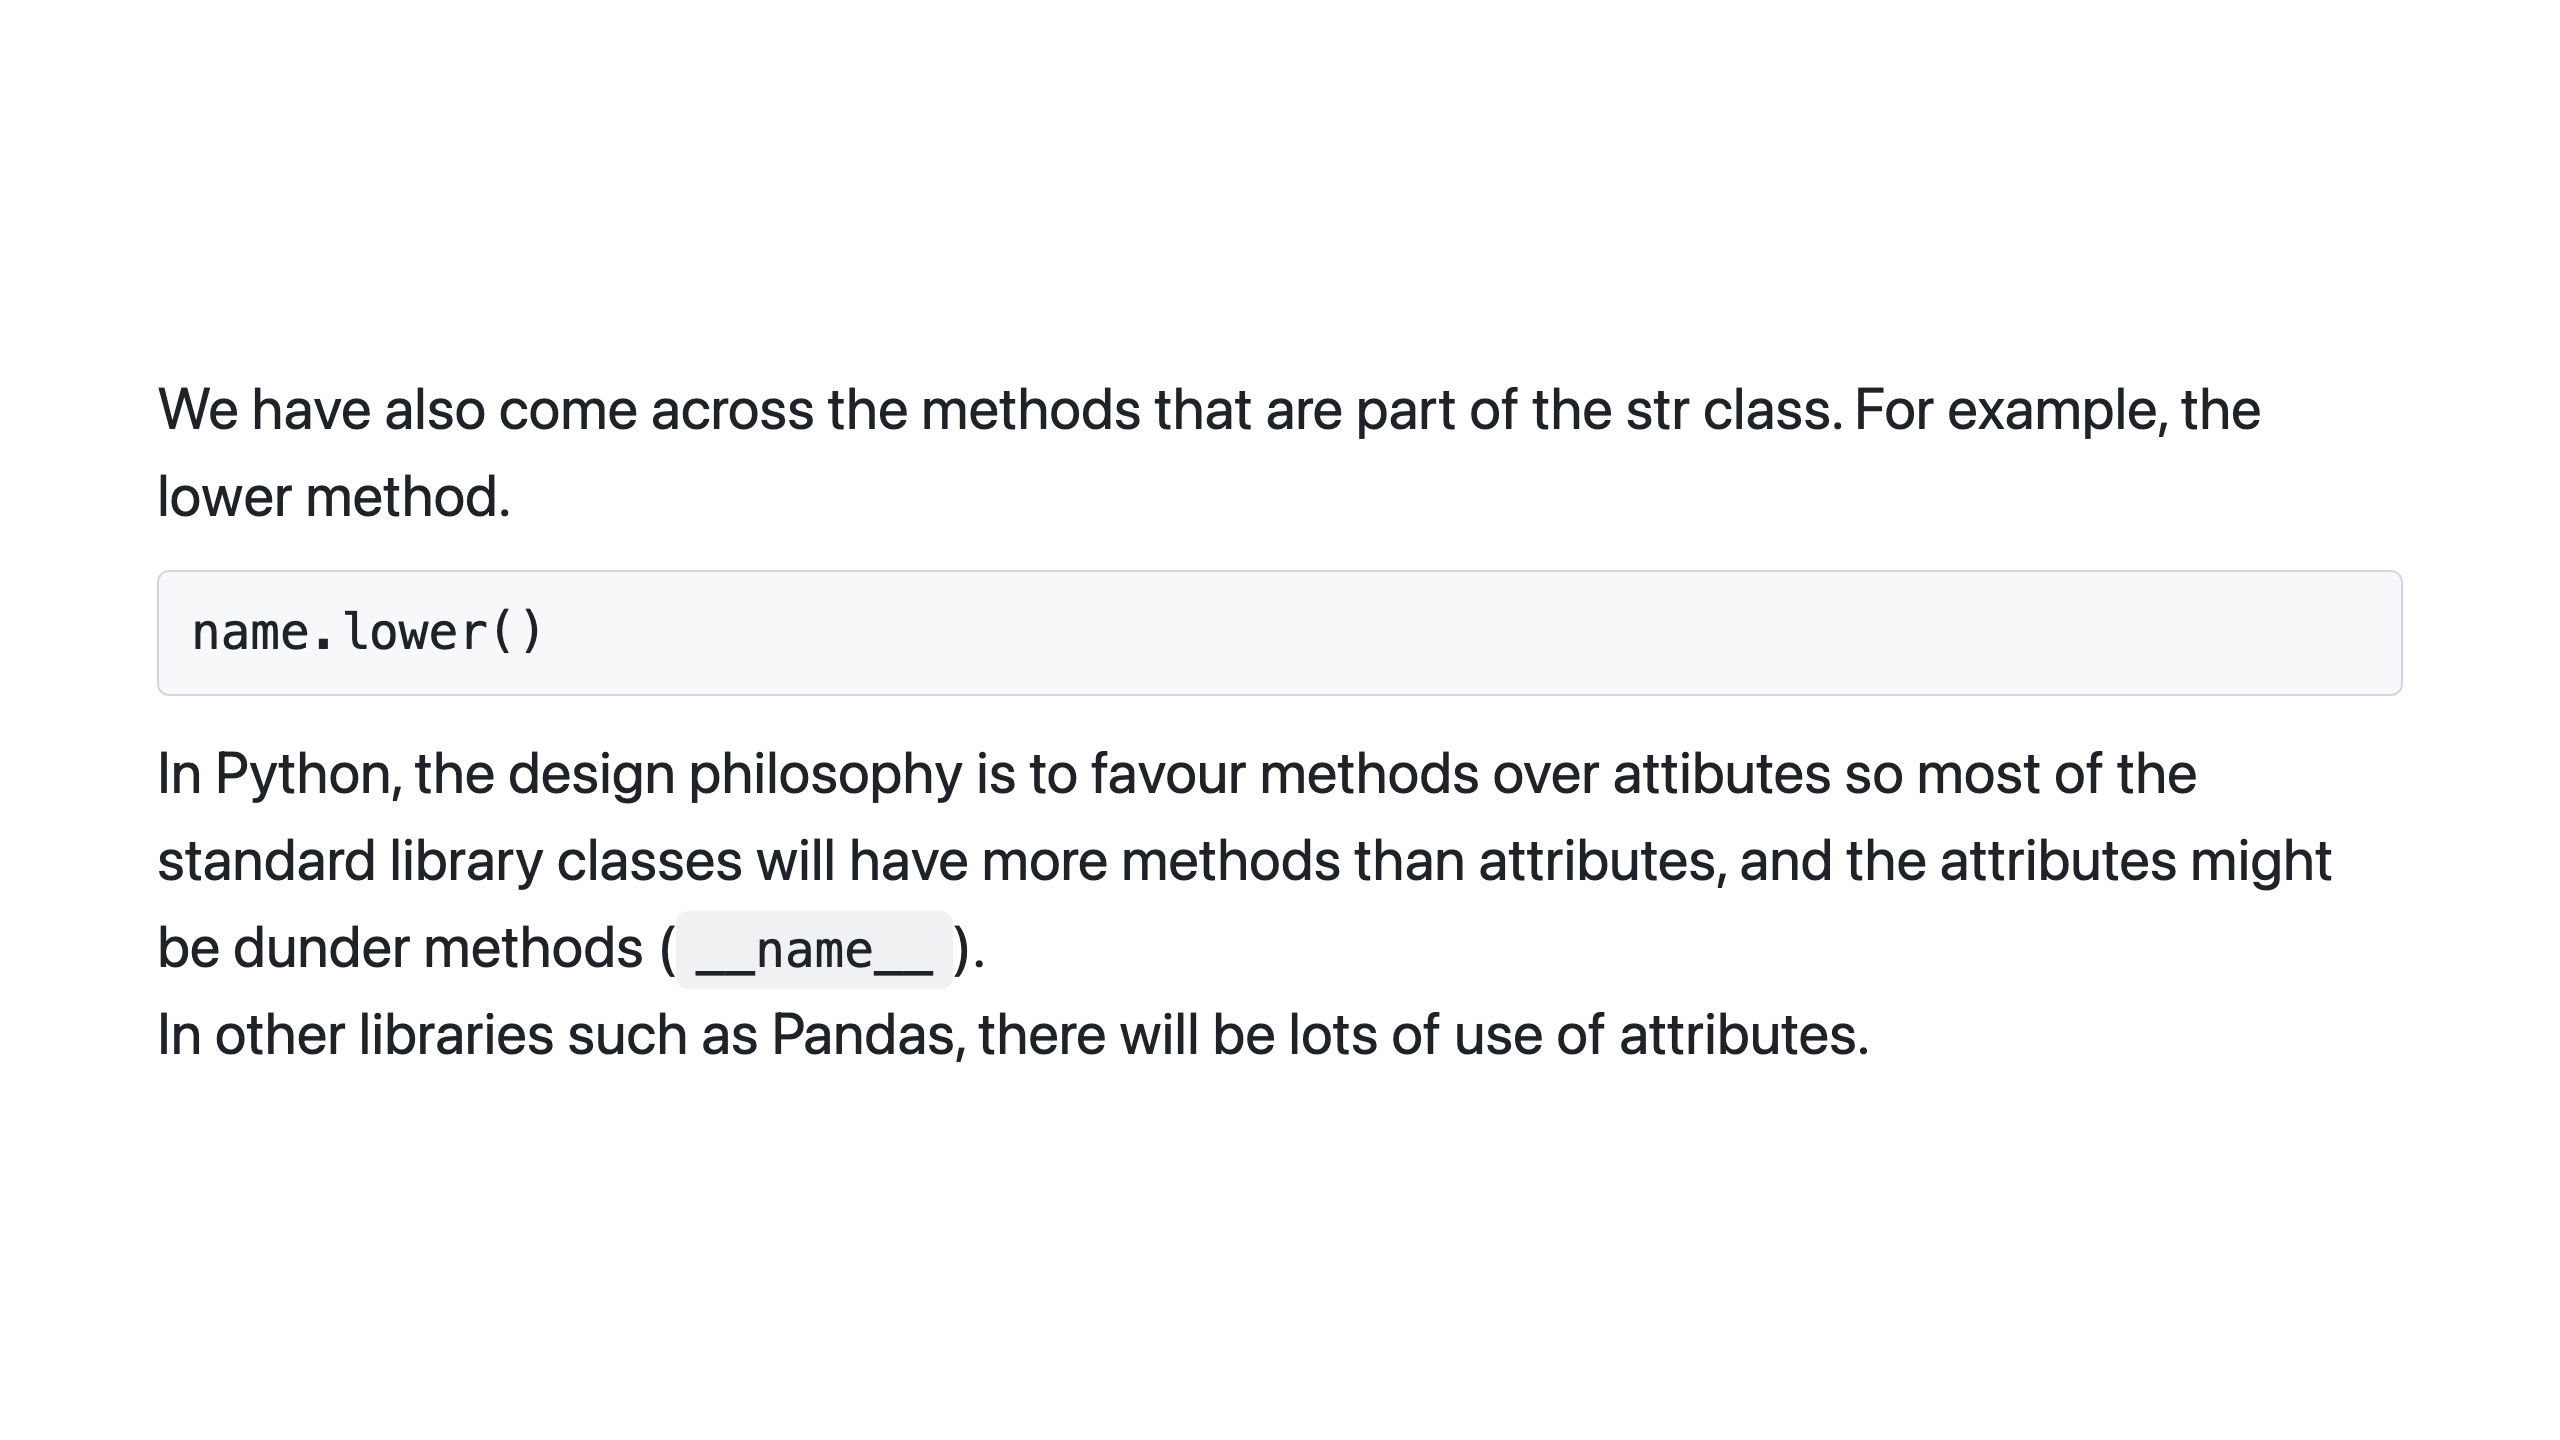 We have also come across the methods that are part of the str class. For example, the
lower method.
name.lower()
In Python, the design philosophy is to favour methods over attibutes so most of the
standard library classes will have more methods than attributes, and the attributes might
be dunder methods ( __name__ ).
In other libraries such as Pandas, there will be lots of use of attributes.